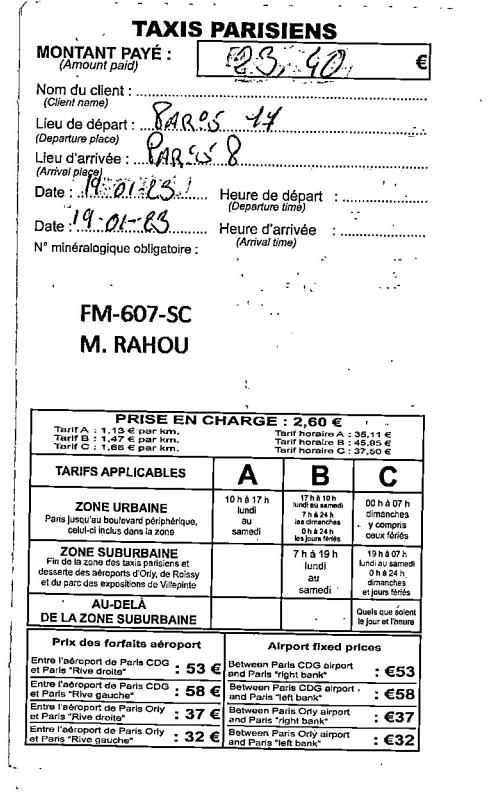 TAXIS PARISIENS
MONTANT PAYÉ : 23,40 €
(Amount paid)
Nom du client :
(Client name)
Lieu de départ : PARIS 17
(Departure place)
Lieu d'arrivée : PARIS 8
(Arrival place)
Date : 19.01.23 Heure de départ :
(Departure time)
Date : 19-01-23 Heure d'arrivée :
(Arrival time)
N° minéralogique obligatoire :
FM-607-SC
M. RAHOU
PRISE EN CHARGE : 2,60 €
Tarif A : 1,13 € par km. Tarif horaire A : 35,11 €
Tarif B : 1,47 € par km. Tarif horaire B : 45,95 €
Tarif C : 1,66 € par km. Tarif horaire C : 37,50 €
TARIFS APPLICABLES A B C
ZONE URBAINE
Paris jusqu'au boulevard périphérique,
celui-ci inclus dans la zone
10 h à 17 h
lundi
au
samedi
17 h à 10 h
lundi au samedi
7 h à 24 h
les dimanches
0 h à 24 h
les jours fériés
00 h à 07 h
dimanches
y compris
ceux fériés
ZONE SUBURBAINE
Fin de la zone des taxis parisiens et
desserte des aéroports d'Orly, de Roissy
et du parc des expositions de Villepinte
7 h à 19 h
lundi
au
samedi
19 h à 07 h
lundi au samedi
0 h à 24 h
dimanches
et jours fériés
AU-DELÀ
DE LA ZONE SUBURBAINE
Quels que soient
le jour et l'heure
Prix des forfaits aéroport
Entre l'aéroport de Paris CDG
et Paris "Rive droite" : 53 €
Entre l'aéroport de Paris CDG
et Paris "Rive gauche" : 58 €
Entre l'aéroport de Paris Orly
et Paris "Rive droite" : 37 €
Entre l'aéroport de Paris Orly
et Paris "Rive gauche" : 32 €
Airport fixed prices
Between Paris CDG airport
and Paris "right bank" : €53
Between Paris CDG airport
and Paris "left bank" : €58
Between Paris Orly airport
and Paris "right bank" : €37
Between Paris Orly airport
and Paris "left bank" : €32